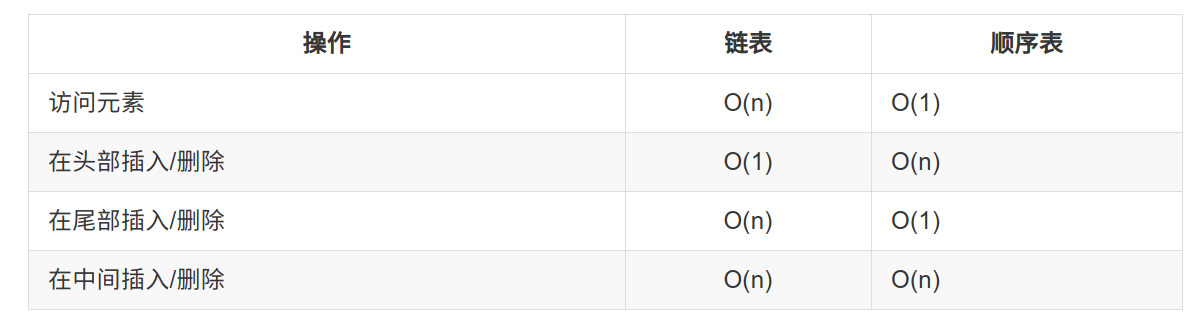 操作 链表 顺序表
访问元素 O(n) O(1)
在头部插入/删除 O(1) O(n)
在尾部插入/删除 O(n) O(1)
在中间插入/删除 O(n) O(n)